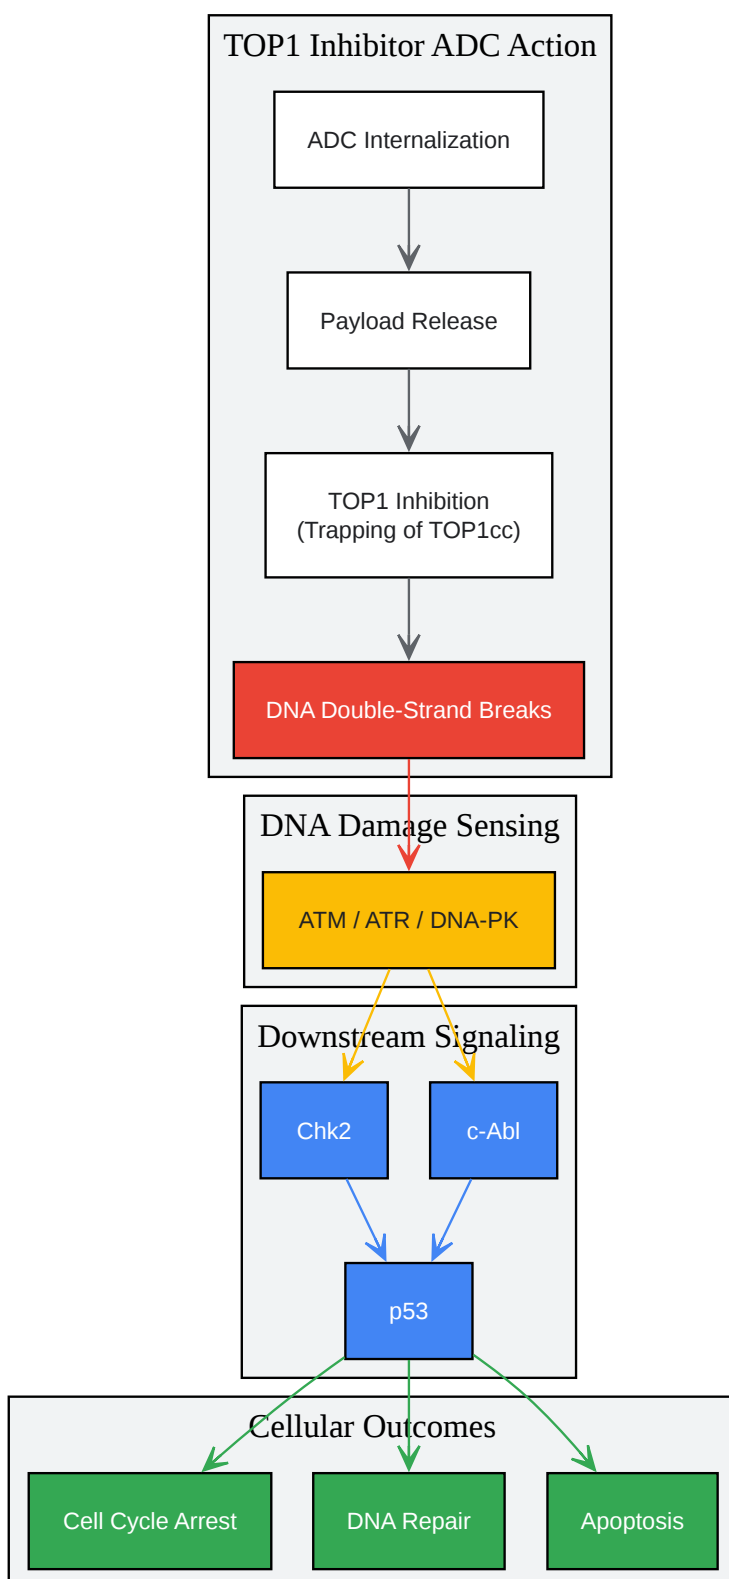 TOP1 Inhibitor ADC Action
ADC Internalization
Payload Release
TOP1 Inhibition
(Trapping of TOP1cc)
DNA Double-Strand Breaks
DNA Damage Sensing
ATM / ATR / DNA-PK
Downstream Signaling
Chk2
c-Abl
p53
Cellular Outcomes
Cell Cycle Arrest
DNA Repair
Apoptosis